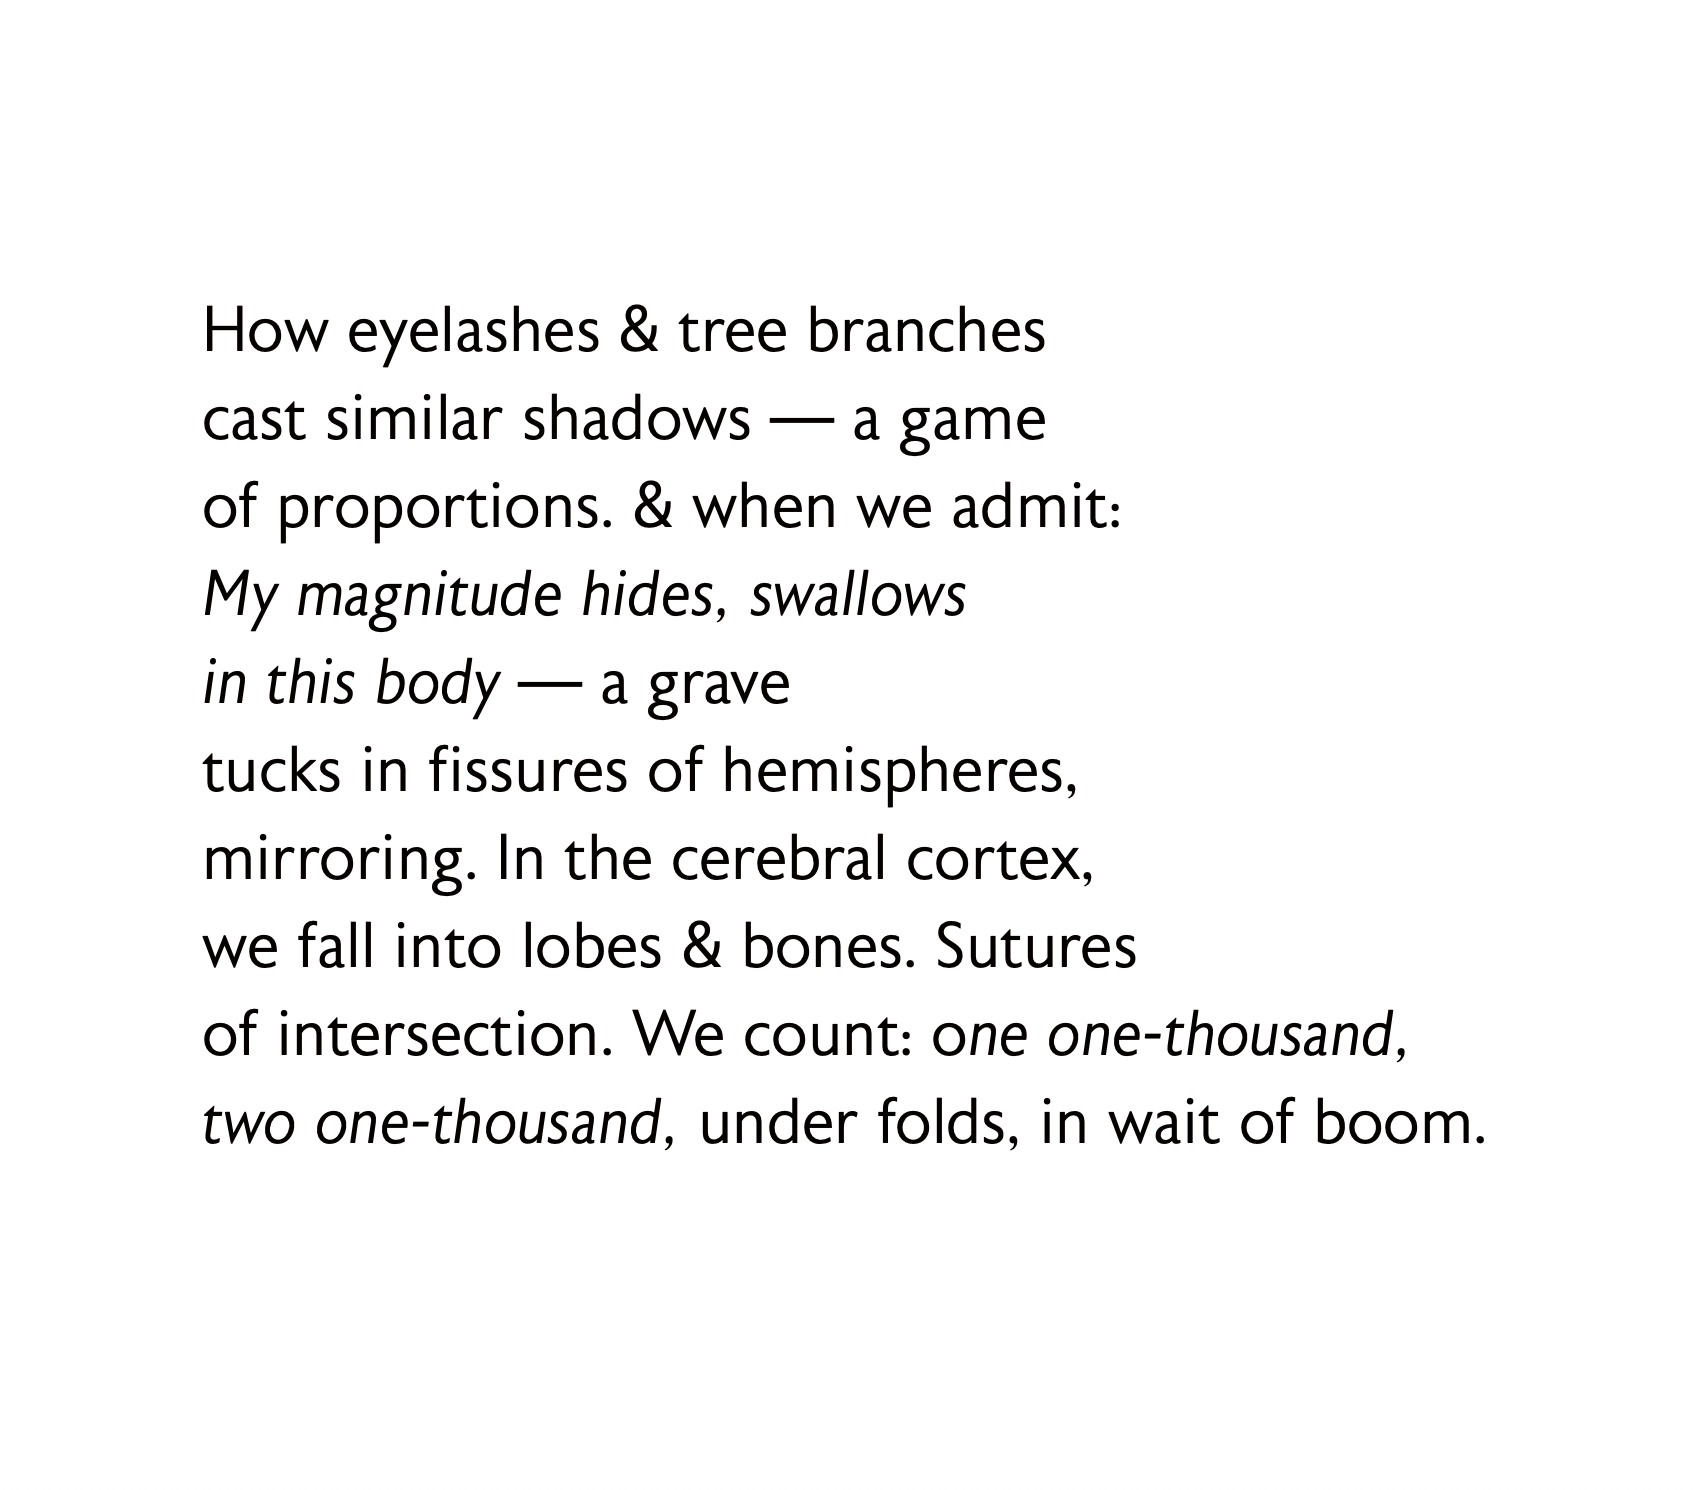 How eyelashes & tree branches
cast similar shadows — a game
of proportions. & when we admit:
My magnitude hides, swallows
in this body — a grave
tucks in fissures of hemispheres,
mirroring. In the cerebral cortex,
we fall into lobes & bones. Sutures
of intersection. We count: one one-thousand,
two one-thousand, under folds, in wait of boom.